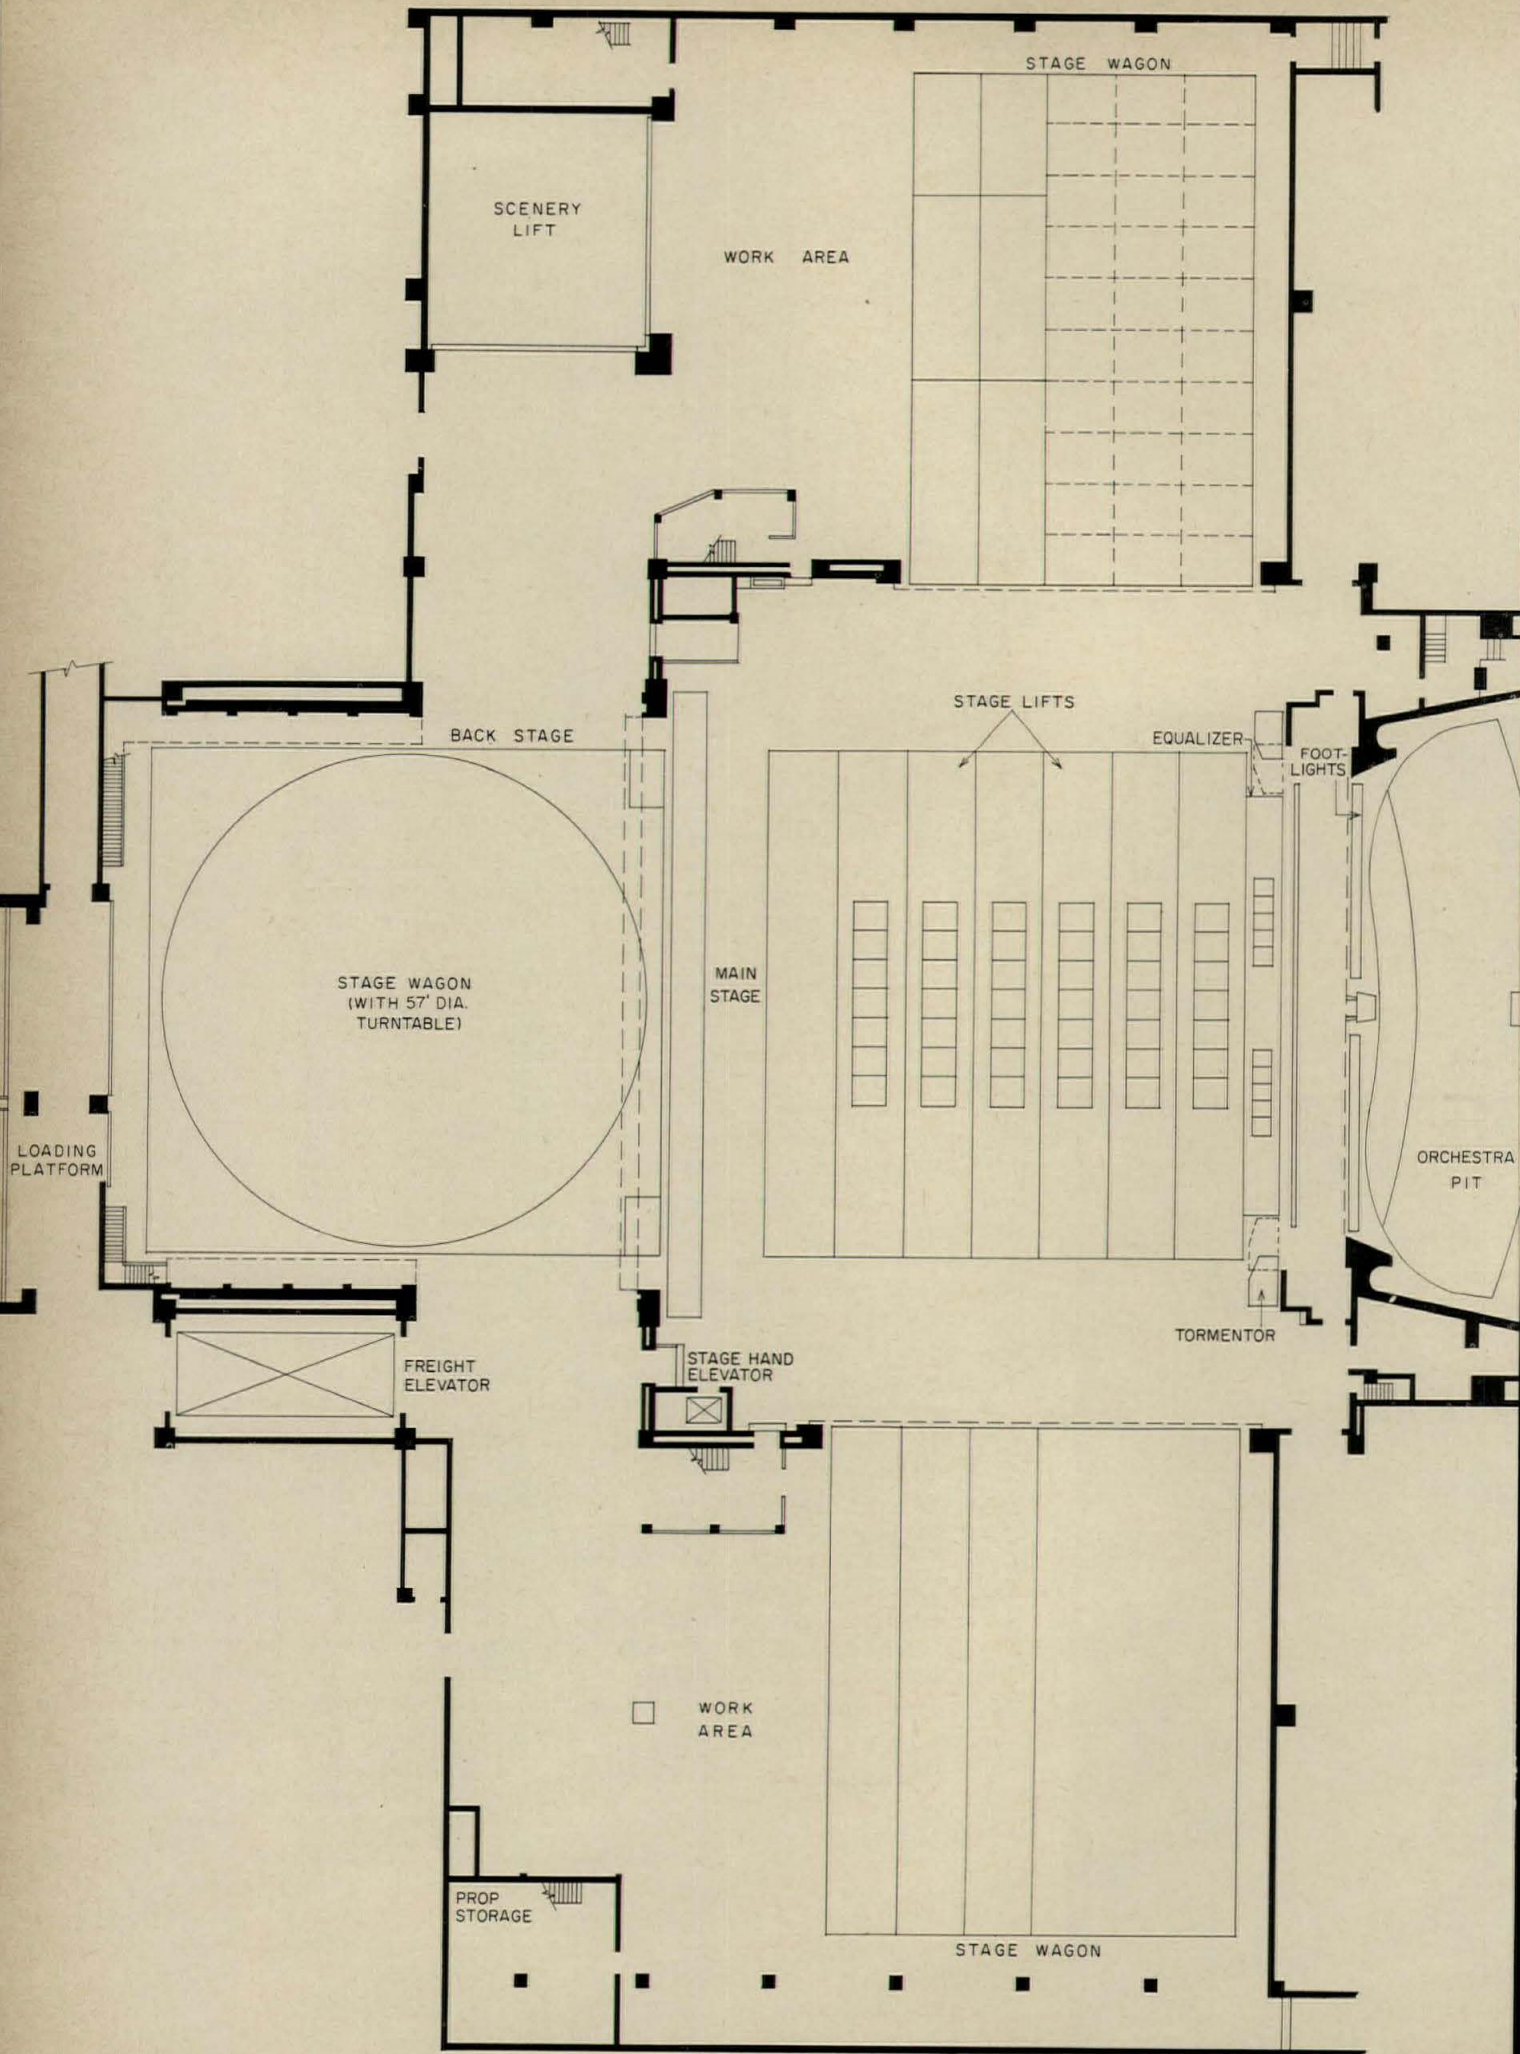 STAGE WAGON
SCENERY
LIFT
WORK AREA
STAGE LIFTS
BACK STAGE
EQUALIZER
FOOT-
LIGHTS
STAGE WAGON
(WITH 57' DIA.
TURNTABLE)
MAIN
STAGE
LOADING
PLATFORM
ORCHESTRA
PIT
TORMENTOR
FREIGHT
ELEVATOR
STAGE HAND
ELEVATOR
WORK
AREA
PROP
STORAGE
STAGE WAGON